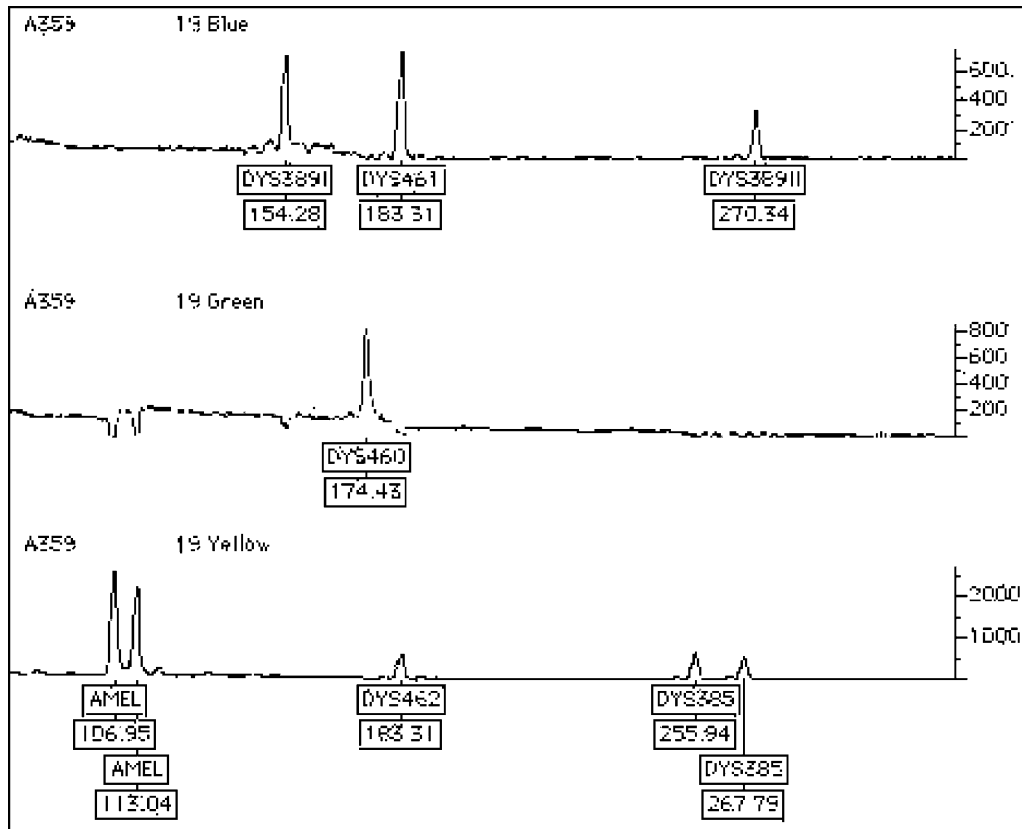 A359 19 Blue
600
400
200
DYS389I DYS461 DYS389II
154.28 183.31 270.34
A359 19 Green
800
600
400
200
DYS460
174.43
A359 19 Yellow
2000
1000
AMEL DYS462 DYS385
106.95 183.31 255.94
AMEL DYS385
113.04 267.79